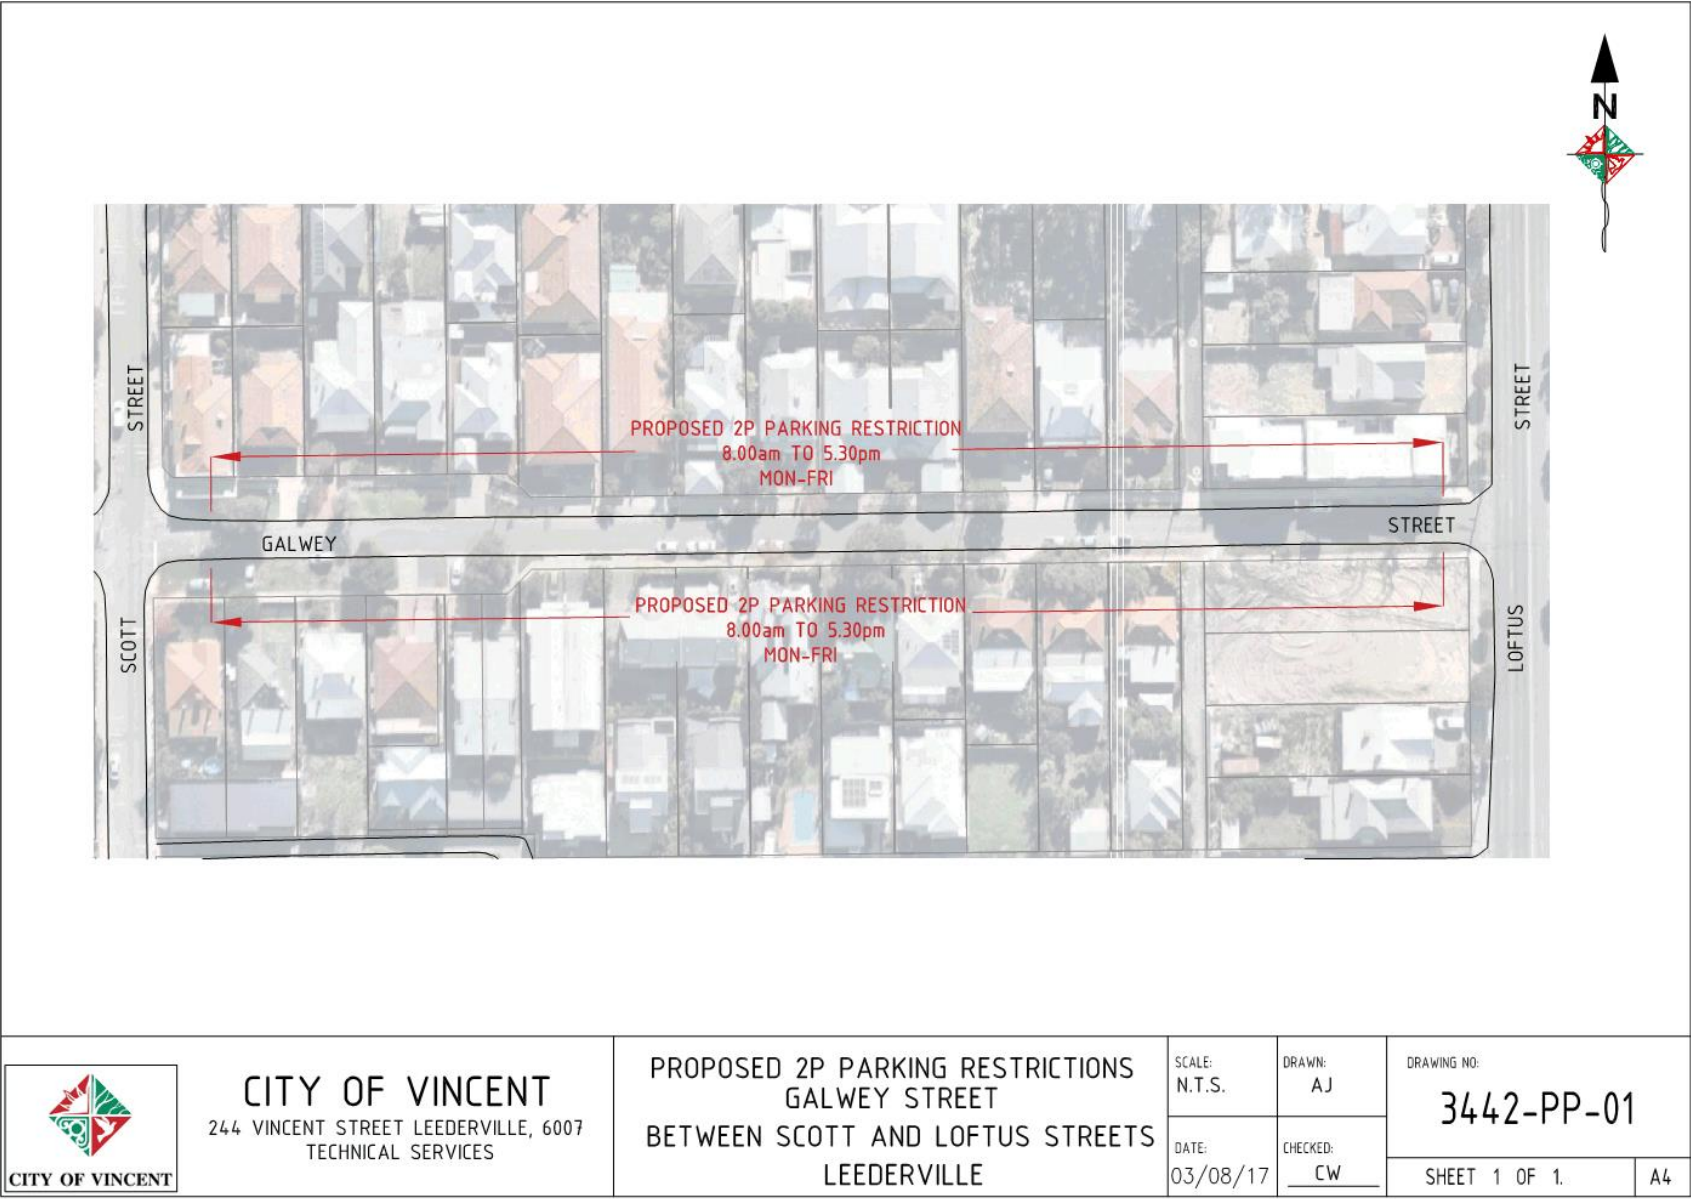 N
STREET
STREET
PROPOSED 2P PARKING RESTRICTION
8.00am TO 5.30pm
MON-FRI
GALWEY
STREET
PROPOSED 2P PARKING RESTRICTION
8.00am TO 5.30pm
MON-FRI
SCOTT
LOFTUS
CITY OF VINCENT
CITY OF VINCENT
244 VINCENT STREET LEEDERVILLE, 6007
TECHNICAL SERVICES
PROPOSED 2P PARKING RESTRICTIONS
GALWEY STREET
BETWEEN SCOTT AND LOFTUS STREETS
LEEDERVILLE
SCALE:
N.T.S.
DRAWN:
AJ
DATE:
03/08/17
CHECKED:
CW
DRAWING NO:
3442-PP-01
SHEET 1 OF 1.
A4